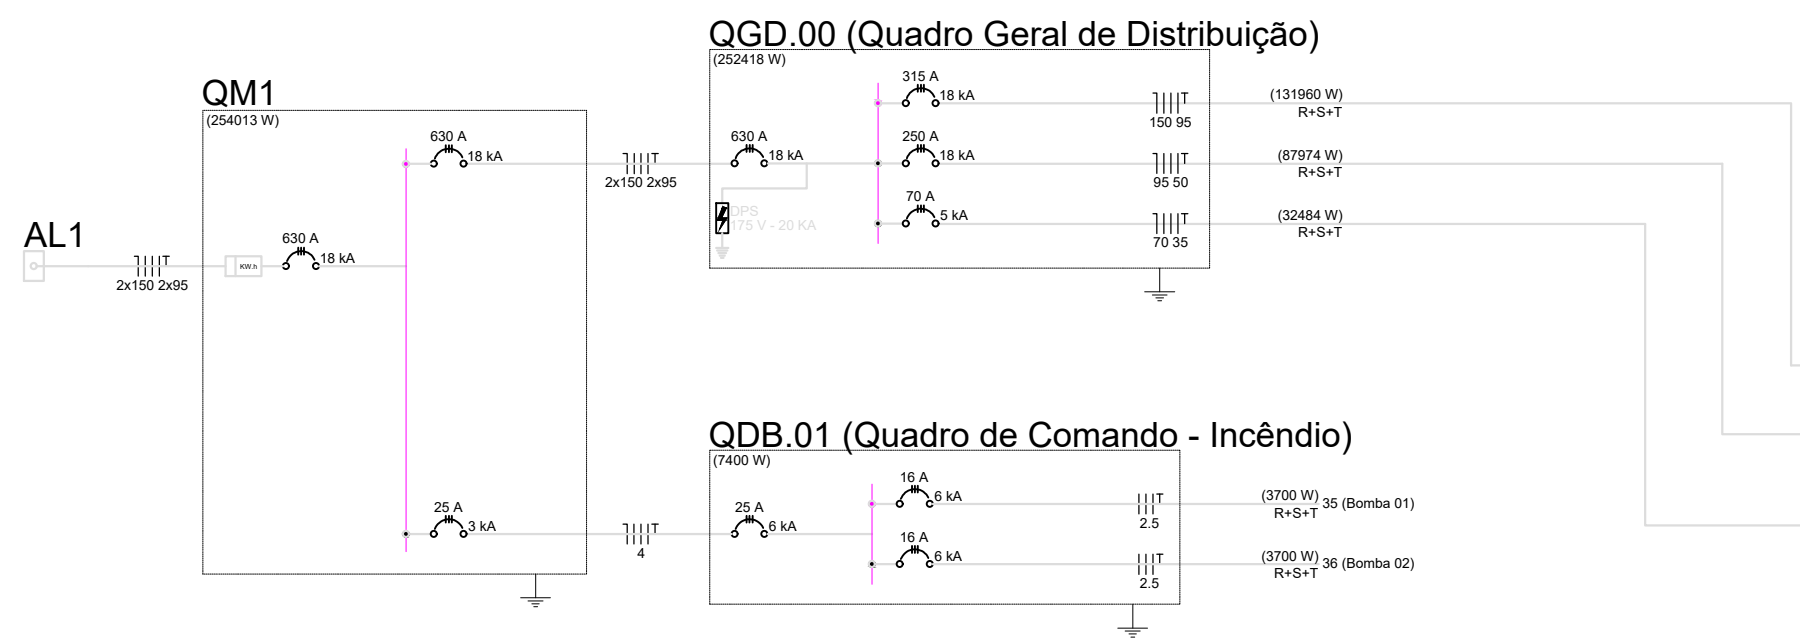 AL1
2x150 2x95
T
QM1
(254013 W)
KW.h
630 A
18 kA
630 A
18 kA
25 A
3 kA
T
2x150 2x95
T
4
QGD.00 (Quadro Geral de Distribuição)
(252418 W)
630 A
18 kA
DPS
175 V - 20 KA
315 A
18 kA
T
150 95
(131960 W)
R+S+T
250 A
18 kA
T
95 50
(87974 W)
R+S+T
70 A
5 kA
T
70 35
(32484 W)
R+S+T
QDB.01 (Quadro de Comando - Incêndio)
(7400 W)
25 A
6 kA
16 A
6 kA
T
2.5
(3700 W)
R+S+T
35 (Bomba 01)
16 A
6 kA
T
2.5
(3700 W)
R+S+T
36 (Bomba 02)